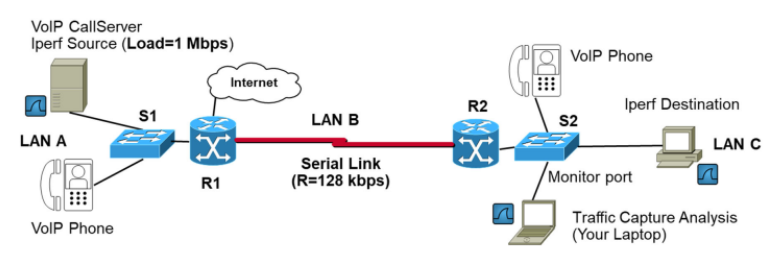 VoIP CallServer
Iperf Source (Load=1 Mbps)
Internet
VoIP Phone
Iperf Destination
S1
LAN B
R2
S2
LAN A
LAN C
R1
Serial Link
(R=128 kbps)
Monitor port
VoIP Phone
Traffic Capture Analysis
(Your Laptop)